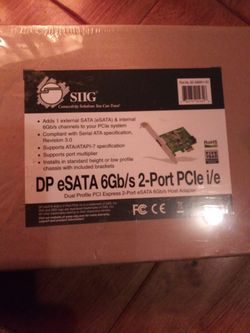 SIIG
Connectivity Solutions You Can Trust!
• Adds 1 external SATA (eSATA) & internal
6Gb/s channels to your PCIe system
• Compliant with Serial ATA specification,
Revision 3.0
• Supports ATA/ATAPI-7 specification
• Supports port multiplier
• Installs in standard height or low profile
chassis with included brackets!
RoHS
DP eSATA 6Gb/s 2-Port PCIe i/e
Dual Profile PCI Express 2-Port eSATA 6Gb/s Host Adapter
FC CE